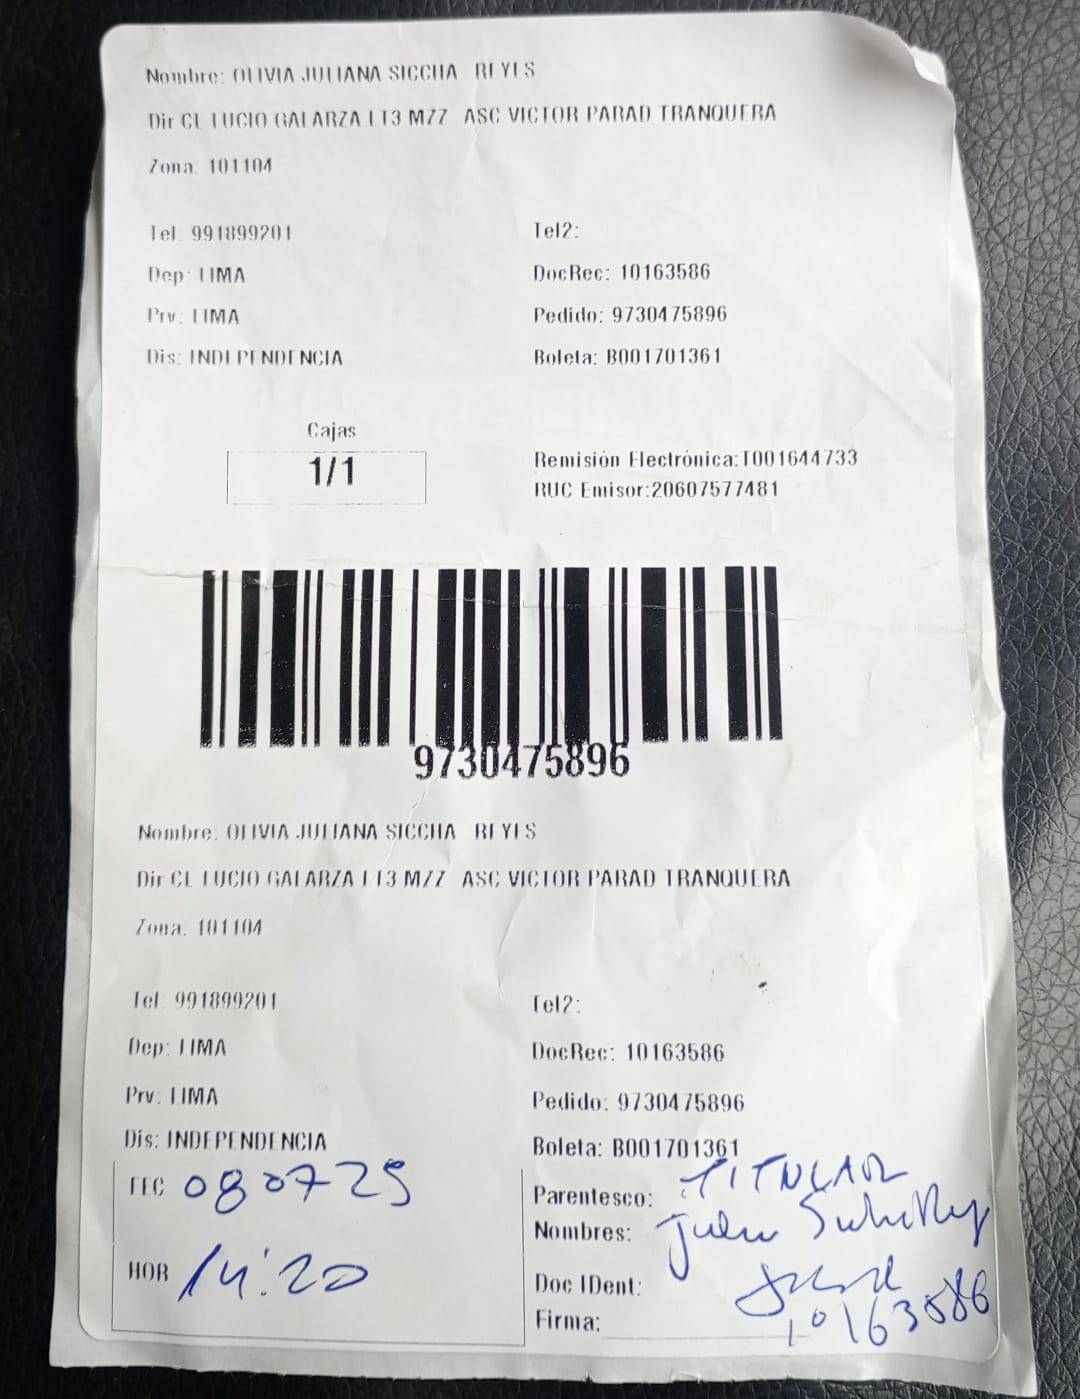 Nombre: OLIVIA JULIANA SICCHA REYES
Dir CL LUCIO GALARZA LT3 MZZ ASC VICTOR PARAD TRANQUERA
Zona: 101104
Tel: 991899201 Tel2:
Dep: LIMA DocRec: 10163586
Prv: LIMA Pedido: 9730475896
Dis: INDEPENDENCIA Boleta: B001701361
Cajas
1/1
Remisión Electrónica:T001644733
RUC Emisor:20607577481
9730475896
Nombre: OLIVIA JULIANA SICCHA REYES
Dir CL LUCIO GALARZA LT3 MZZ ASC VICTOR PARAD TRANQUERA
Zona: 101104
Tel: 991899201 Tel2:
Dep: LIMA DocRec: 10163586
Prv: LIMA Pedido: 9730475896
Dis: INDEPENDENCIA Boleta: B001701361
FEC 080725 Parentesco: TITULAR
Nombres:
HOR 14:20 Doc IDent: 10163586
Firma: